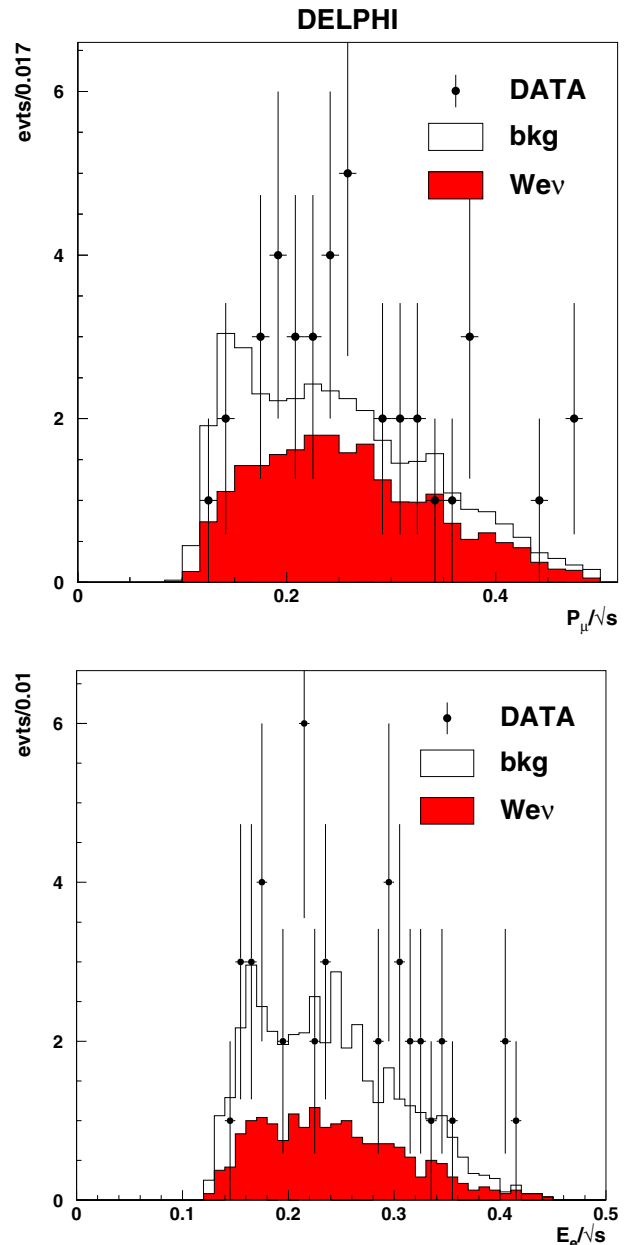 DELPHI
evts/0.017
6
4
2
0
DATA
bkg
Weν
0
0.2
0.4
Pμ/√s
evts/0.01
6
4
2
0
DATA
bkg
Weν
0
0.1
0.2
0.3
0.4
0.5
Ee/√s